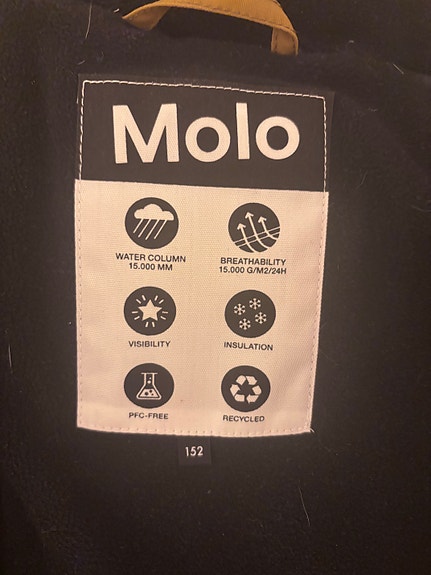 Molo
WATER COLUMN
15.000 MM
BREATHABILITY
15.000 G/M2/24H
VISIBILITY
INSULATION
PFC-FREE
RECYCLED
152